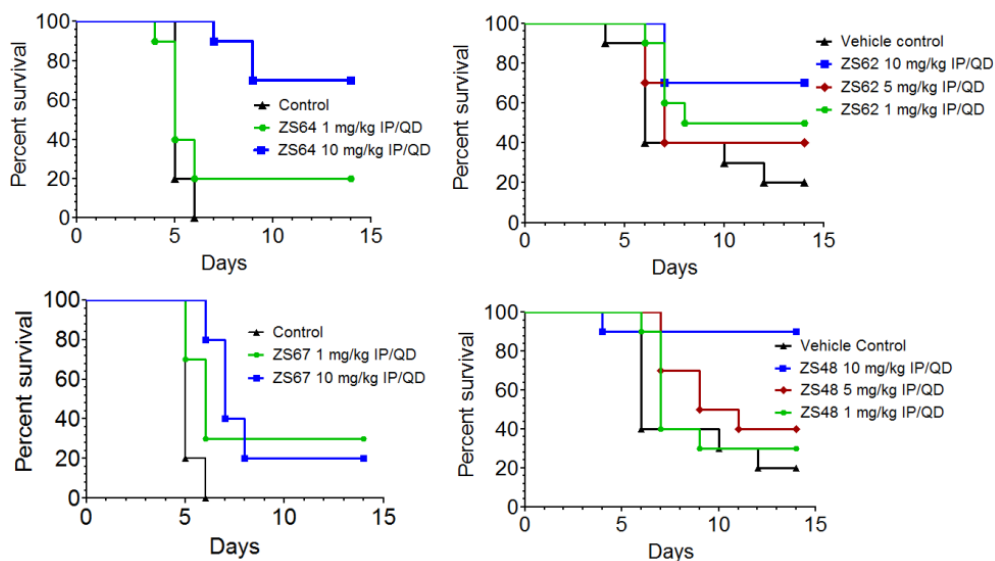 Percent survival
100
80
60
40
20
0
0 5 10 15
Days
Control
ZS64 1 mg/kg IP/QD
ZS64 10 mg/kg IP/QD
Percent survival
100
80
60
40
20
0
0 5 10 15
Days
Vehicle control
ZS62 10 mg/kg IP/QD
ZS62 5 mg/kg IP/QD
ZS62 1 mg/kg IP/QD
Percent survival
100
80
60
40
20
0
0 5 10 15
Days
Control
ZS67 1 mg/kg IP/QD
ZS67 10 mg/kg IP/QD
Percent survival
100
80
60
40
20
0
0 5 10 15
Days
Vehicle Control
ZS48 10 mg/kg IP/QD
ZS48 5 mg/kg IP/QD
ZS48 1 mg/kg IP/QD